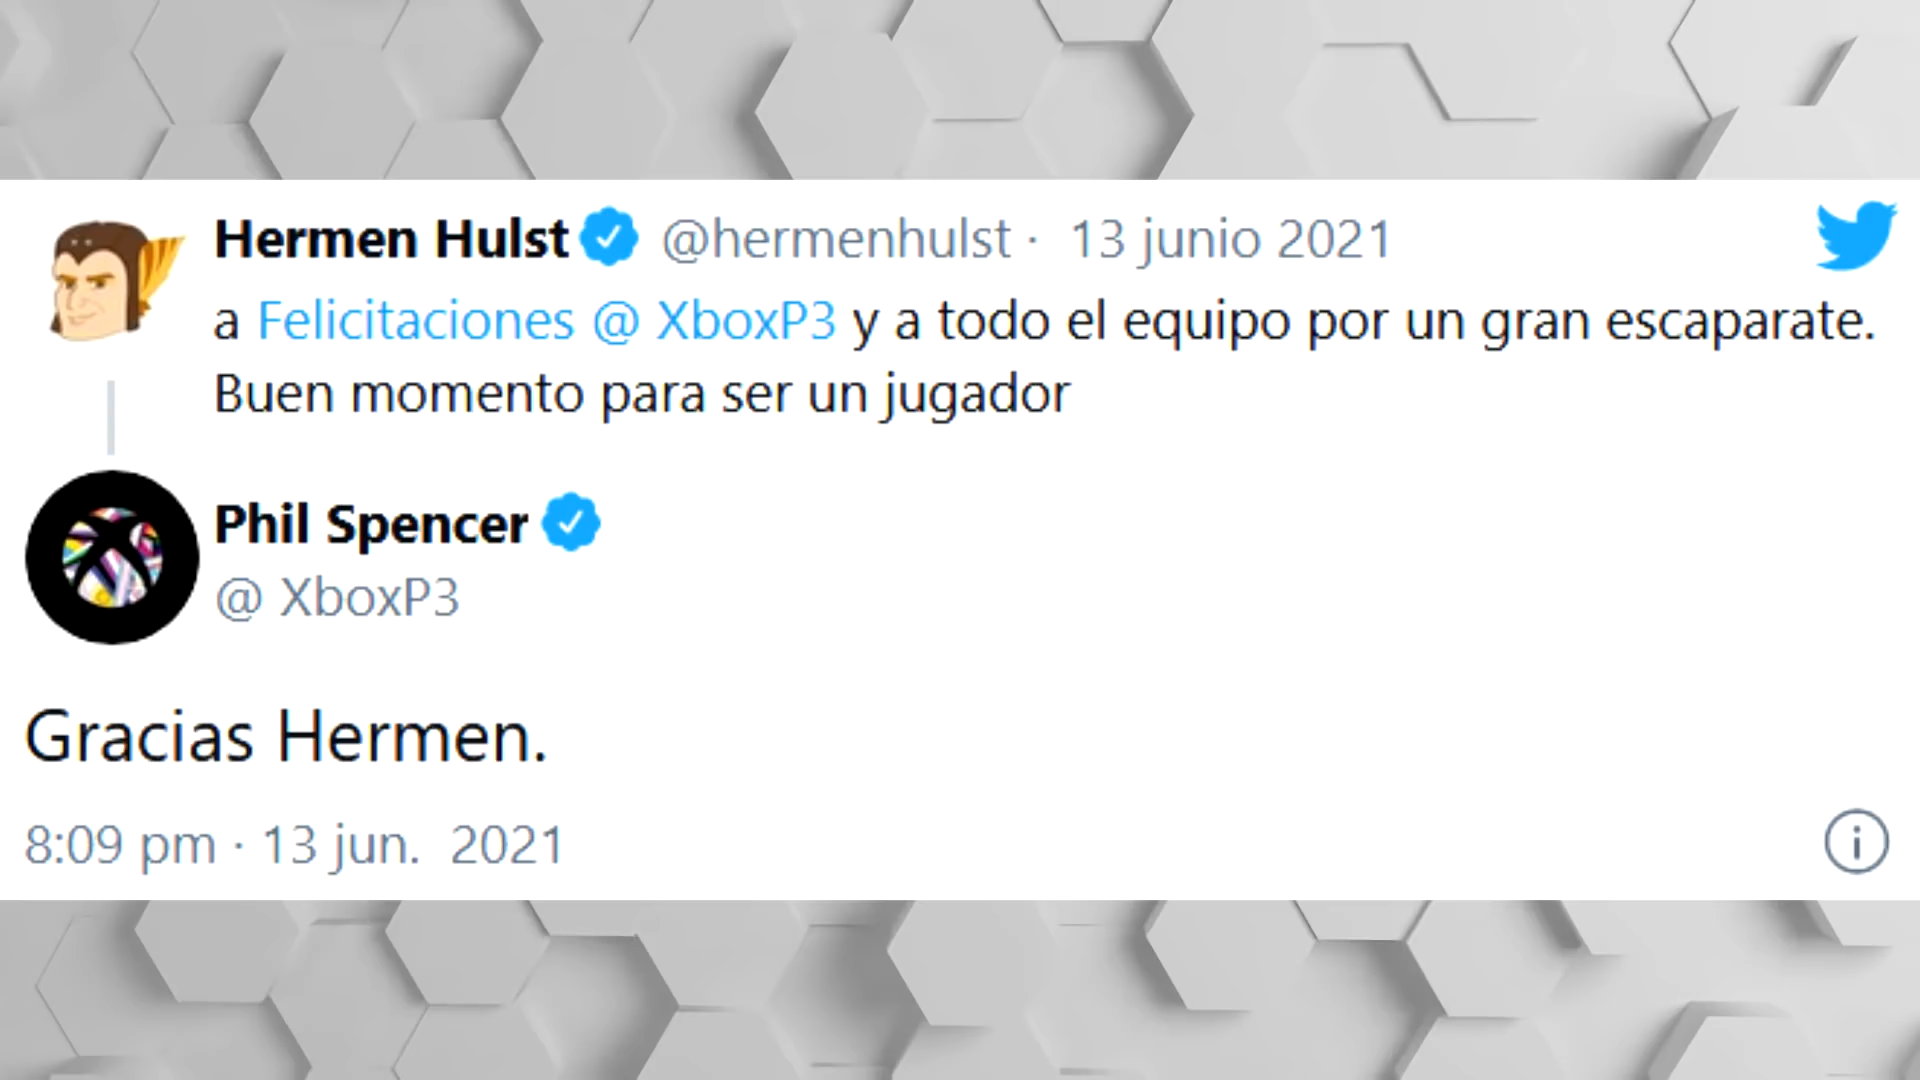 Hermen Hulst @hermenhulst · 13 junio 2021
a Felicitaciones @ XboxP3 y a todo el equipo por un gran escaparate.
Buen momento para ser un jugador
Phil Spencer
@ XboxP3
Gracias Hermen.
8:09 pm · 13 jun. 2021